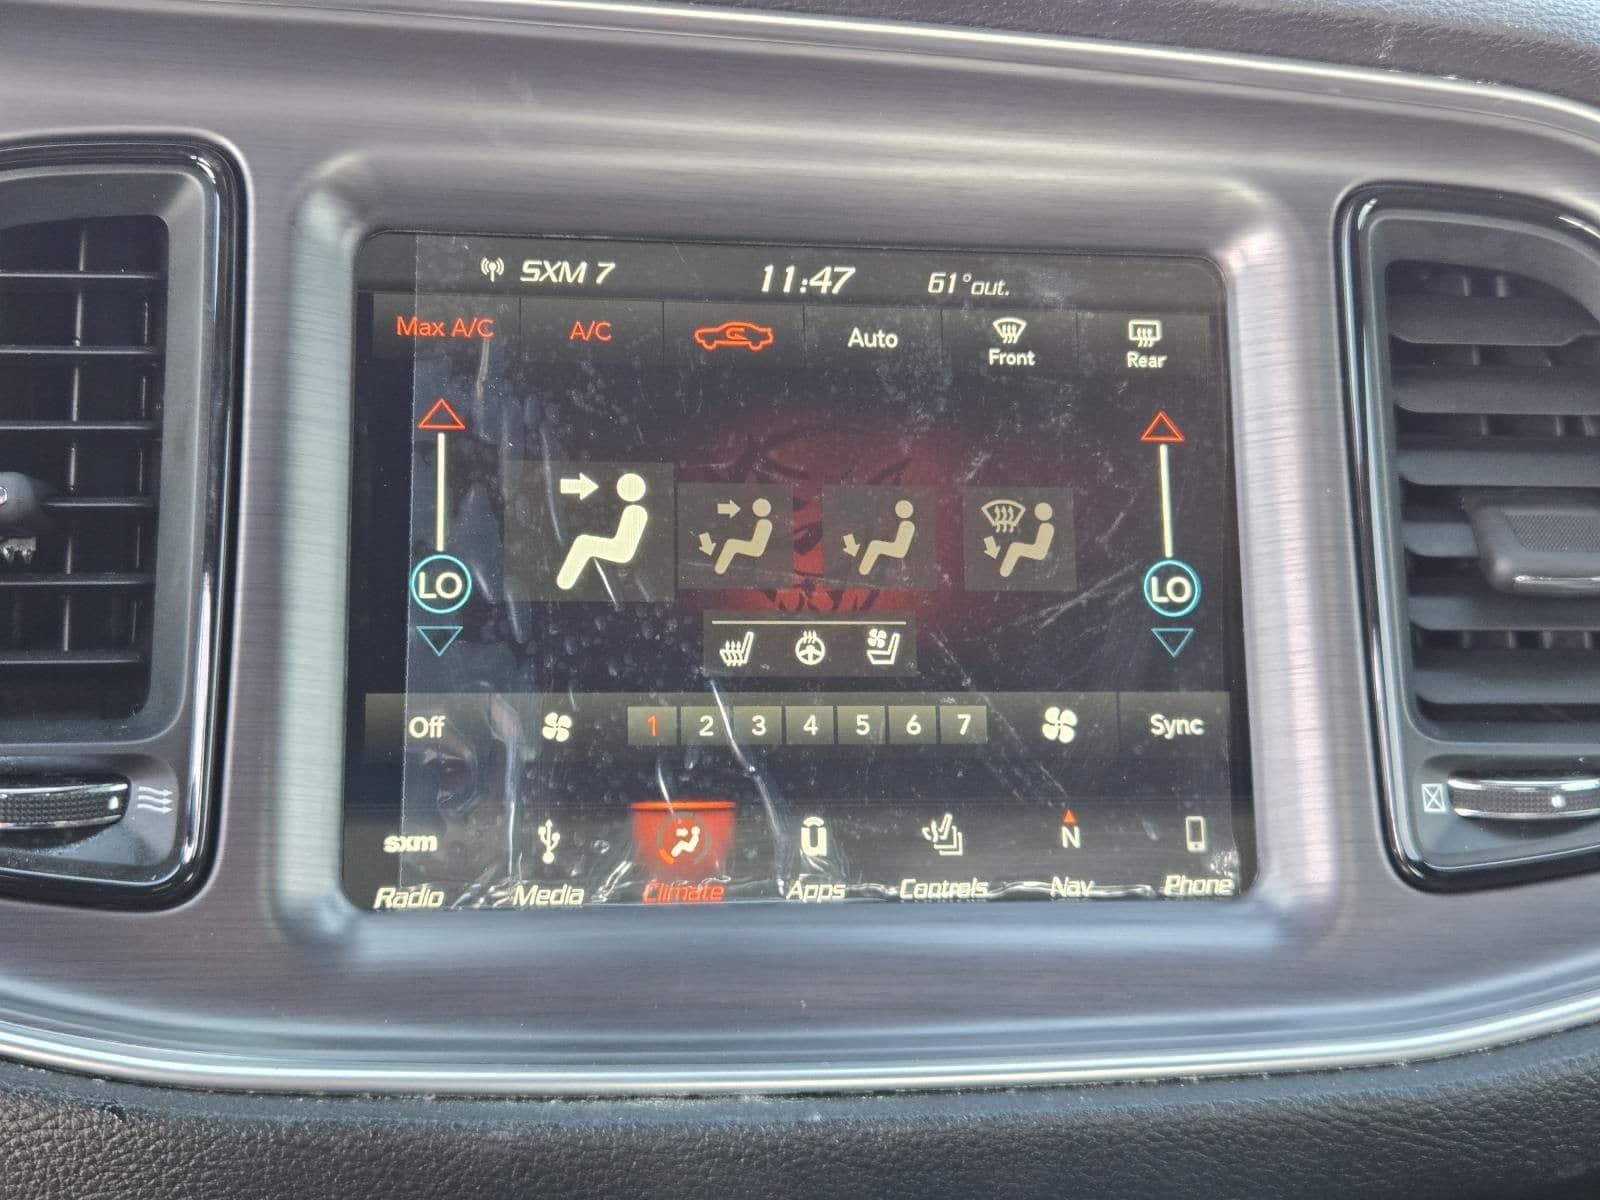 SXM 7 11:47 61°out.
Max A/C A/C Auto Front Rear
LO LO
Off 1 2 3 4 5 6 7 Sync
sxm N
Radio Media Climate Apps Controls Nav Phone